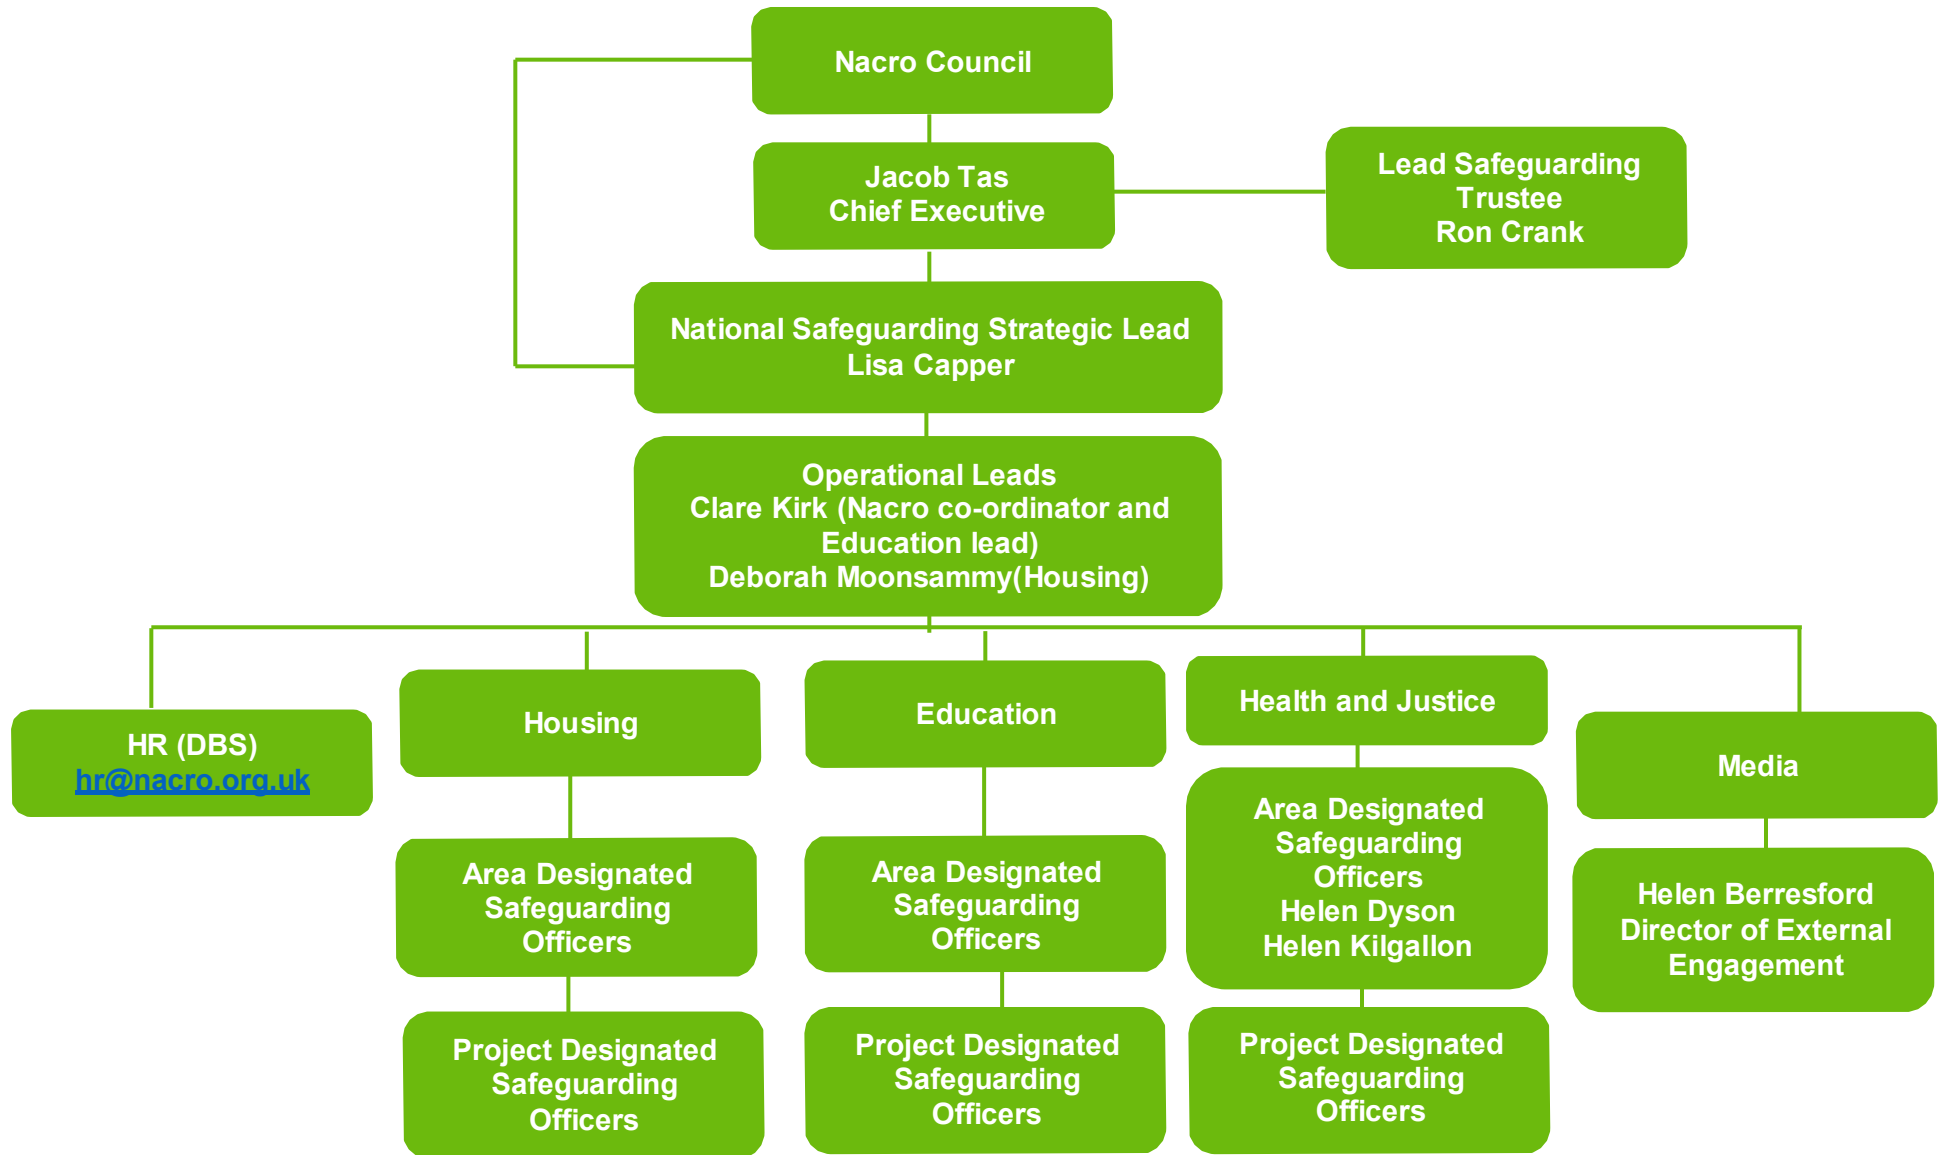 Nacro Council
Jacob Tas
Chief Executive
Lead Safeguarding
Trustee
Ron Crank
National Safeguarding Strategic Lead
Lisa Capper
Operational Leads
Clare Kirk (Nacro co-ordinator and
Education lead)
Deborah Moonsammy(Housing)
HR (DBS)
hr@nacro.org.uk
Housing
Area Designated
Safeguarding
Officers
Project Designated
Safeguarding
Officers
Education
Area Designated
Safeguarding
Officers
Project Designated
Safeguarding
Officers
Health and Justice
Area Designated
Safeguarding
Officers
Helen Dyson
Helen Kilgallon
Project Designated
Safeguarding
Officers
Media
Helen Berresford
Director of External
Engagement